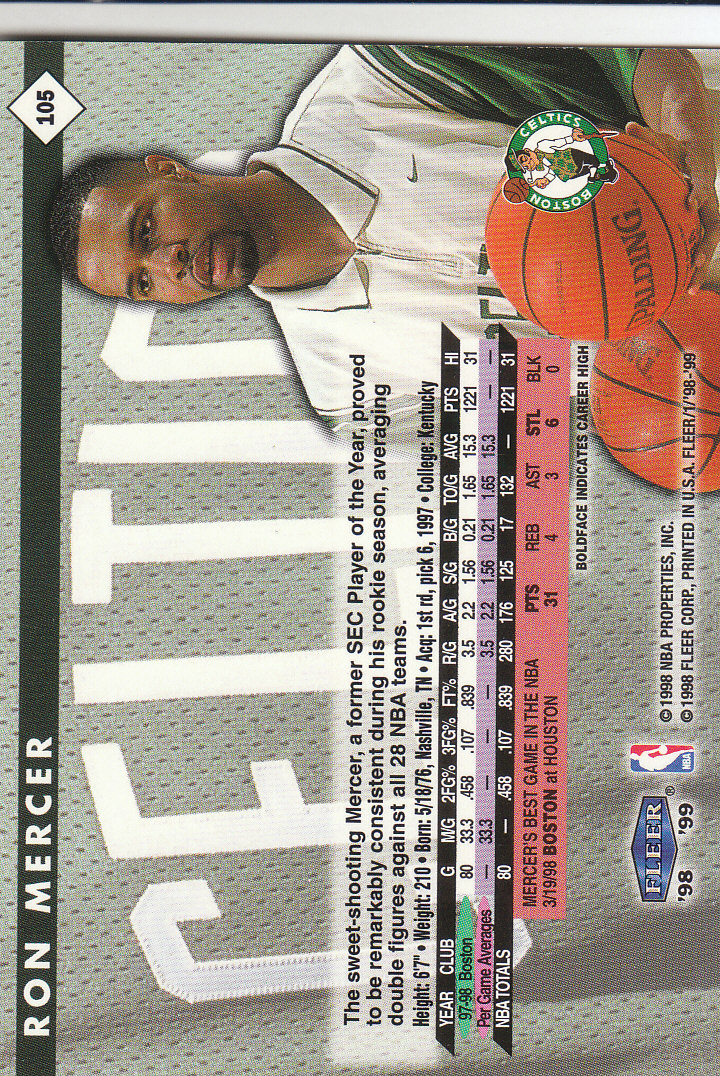 105
RON MERCER
CELTIC
CELTICS
BOSTON
SPALDING
The sweet-shooting Mercer, a former SEC Player of the Year, proved
to be remarkably consistent during his rookie season, averaging
double figures against all 28 NBA teams.
Height: 6'7" • Weight: 210 • Born: 5/18/76, Nashville, TN • Acq: 1st rd, pick 6, 1997 • College: Kentucky
YEAR CLUB G M/G 2FG% 3FG% FT% R/G A/G S/G B/G TO/G AVG PTS HI
'97-98 Boston 80 33.3 .458 .107 .839 3.5 2.2 1.56 0.21 1.65 15.3 1221 31
Per Game Averages — 33.3 — — — 3.5 2.2 1.56 0.21 1.65 15.3 — —
NBA TOTALS 80 — .458 .107 .839 280 176 125 17 132 — 1221 31
MERCER'S BEST GAME IN THE NBA PTS REB AST STL BLK
3/19/98 BOSTON at HOUSTON 31 4 3 6 0
BOLDFACE INDICATES CAREER HIGH
FLEER®
'98 '99
NBA
©1998 NBA PROPERTIES, INC.
©1998 FLEER CORP., PRINTED IN U.S.A. FLEER/1/'98-'99